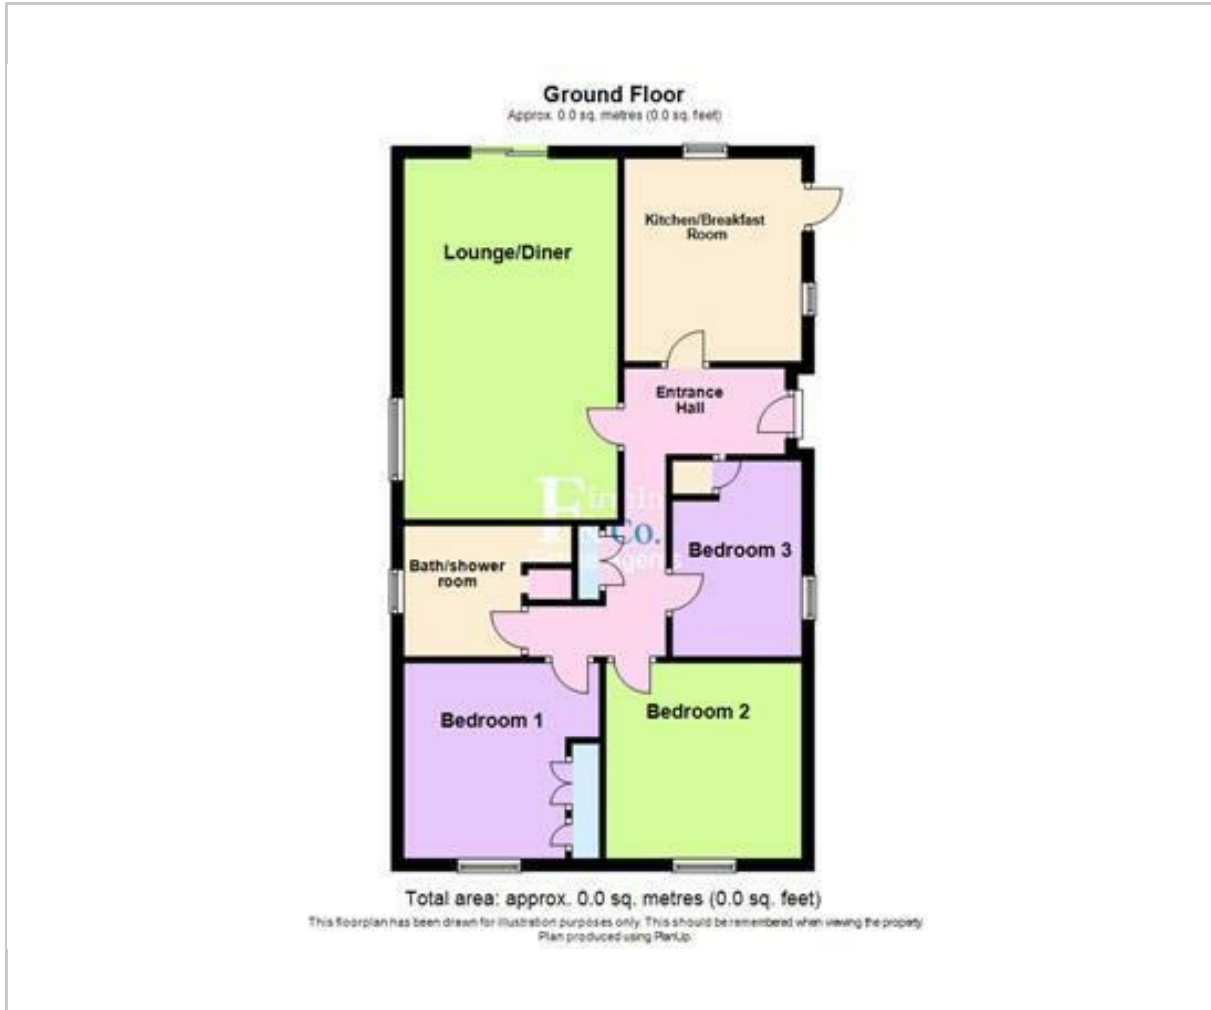 Ground Floor
Approx. 0.0 sq. metres (0.0 sq. feet)
Kitchen/Breakfast
Room
Lounge/Diner
Entrance
Hall
Co.
Bedroom 3
Bath/shower
room
Bedroom 1
Bedroom 2
Total area: approx. 0.0 sq. metres (0.0 sq. feet)
This floorplan has been drawn for illustration purposes only. This should be remembered when viewing the property
Plan produced using PlanUp.